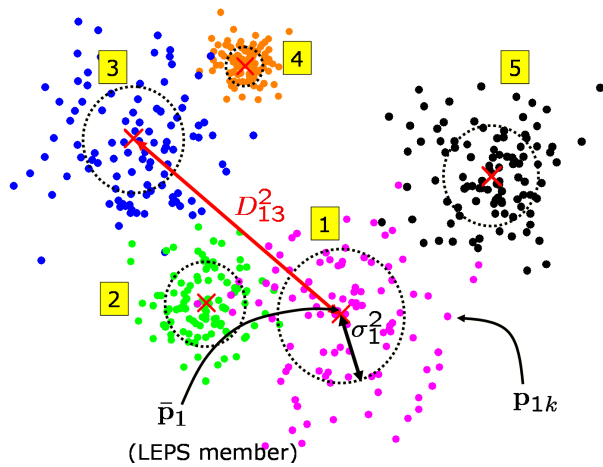 4
3
5
D²₁₃
1
2
σ²₁
p̄₁
p₁ₖ
(LEPS member)